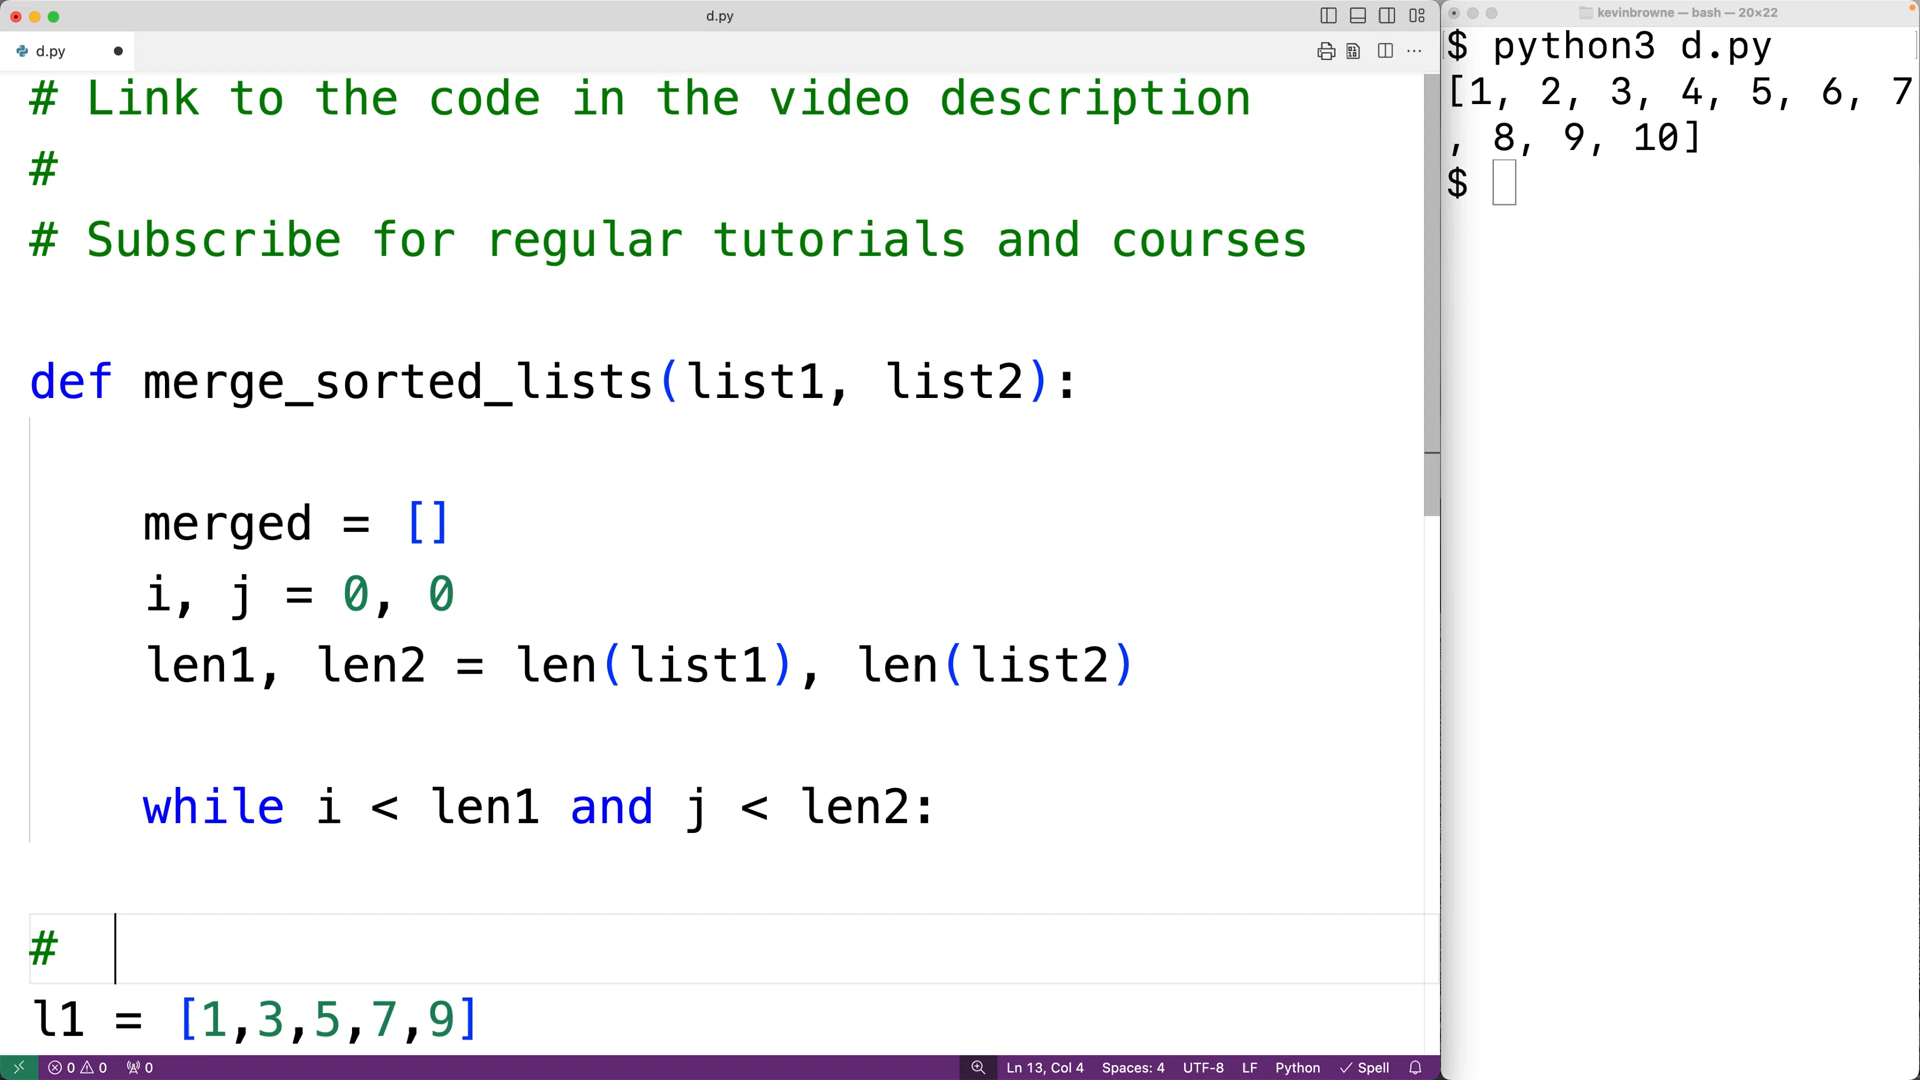 d.py
d.py
# Link to the code in the video description
#
# Subscribe for regular tutorials and courses
def merge_sorted_lists(list1, list2):
merged = []
i, j = 0, 0
len1, len2 = len(list1), len(list2)
while i < len1 and j < len2:
#
l1 = [1,3,5,7,9]
0 0 0 Ln 13, Col 4 Spaces: 4 UTF-8 LF Python Spell
kevinbrowne — bash — 20×22
$ python3 d.py
[1, 2, 3, 4, 5, 6, 7
, 8, 9, 10]
$